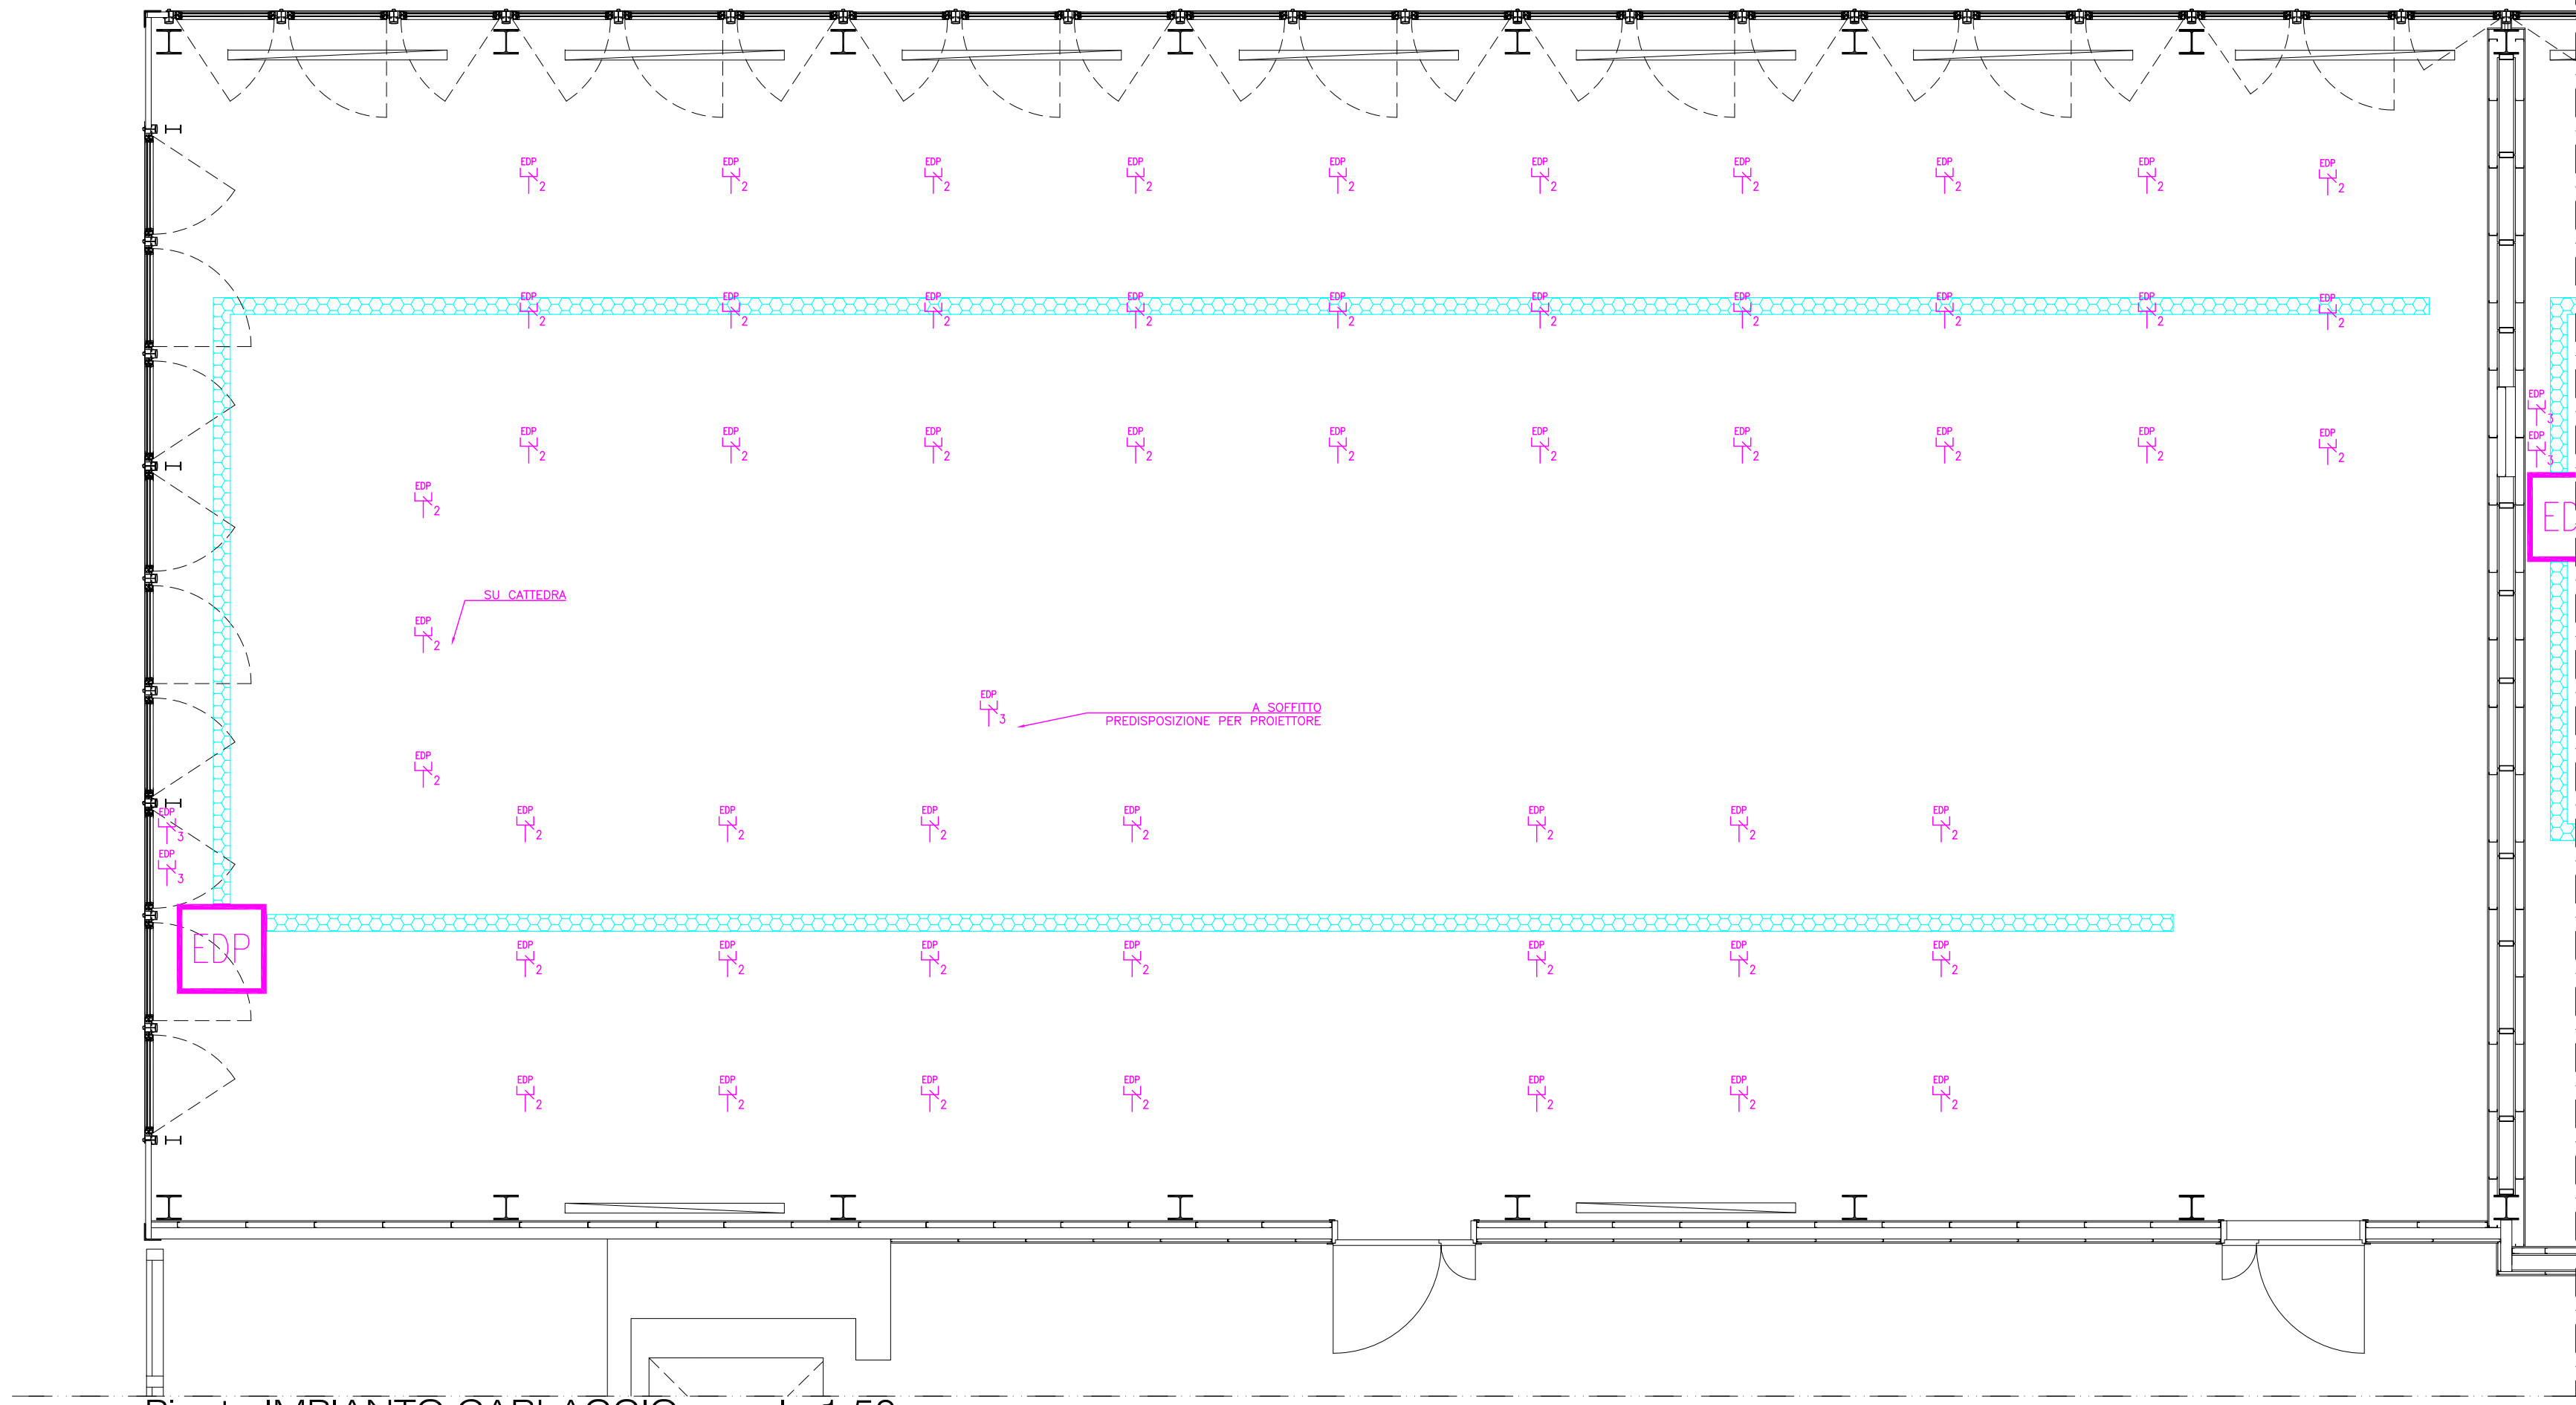 EDP EDP EDP EDP EDP EDP EDP EDP EDP EDP
2 2 2 2 2 2 2 2 2 2
EDP EDP EDP EDP EDP EDP EDP EDP EDP EDP
2 2 2 2 2 2 2 2 2 2
EDP
3
EDP EDP EDP EDP EDP EDP EDP EDP EDP EDP EDP
2 2 2 2 2 2 2 2 2 2 3
EDP
2
SU CATTEDRA
EDP
2
EDP
3
A SOFFITTO
PREDISPOSIZIONE PER PROIETTORE
EDP
2
EDP EDP EDP EDP EDP EDP EDP EDP
3 2 2 2 2 2 2 2
EDP
3
EDP
EDP EDP EDP EDP EDP EDP EDP
2 2 2 2 2 2 2
EDP EDP EDP EDP EDP EDP EDP
2 2 2 2 2 2 2
IMPIANTO CABLAGGIO